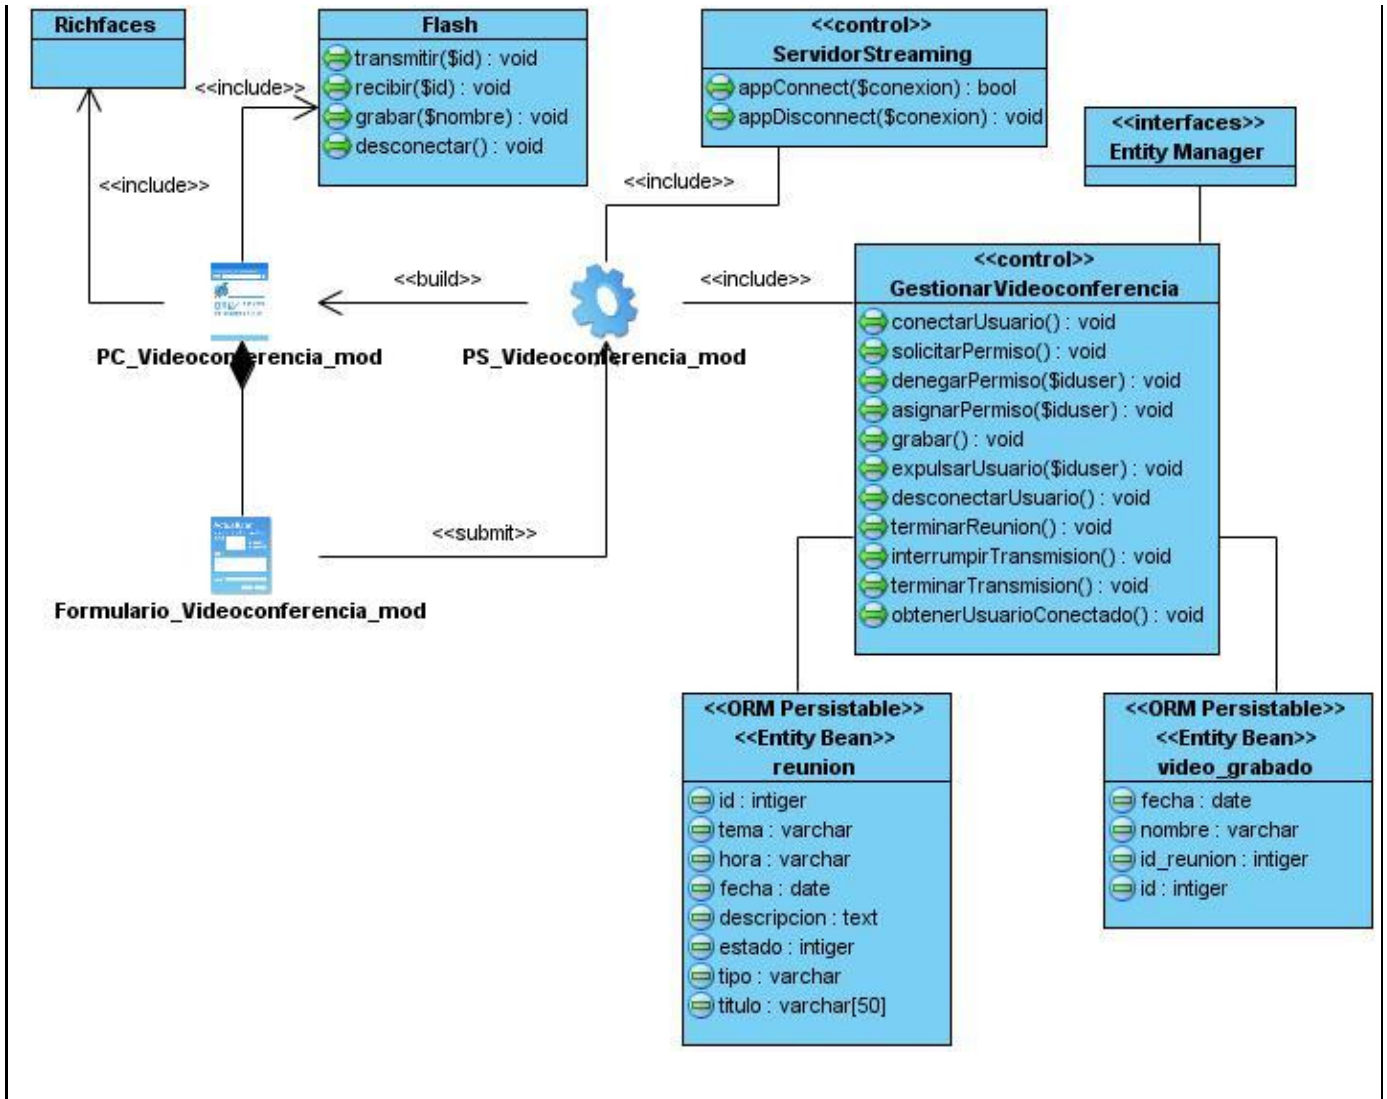 Richfaces
Flash
transmitir($id) : void
recibir($id) : void
grabar($nombre) : void
desconectar() : void
<<control>>
ServidorStreaming
appConnect($conexion) : bool
appDisconnect($conexion) : void
<<interfaces>>
Entity Manager
<<include>>
<<include>>
<<include>>
<<build>>
<<include>>
PC_Videoconferencia_mod
PS_Videoconferencia_mod
<<control>>
GestionarVideoconferencia
conectarUsuario() : void
solicitarPermiso() : void
denegarPermiso($iduser) : void
asignarPermiso($iduser) : void
grabar() : void
expulsarUsuario($iduser) : void
desconectarUsuario() : void
terminarReunion() : void
interrumpirTransmision() : void
terminarTransmision() : void
obtenerUsuarioConectado() : void
<<submit>>
Formulario_Videoconferencia_mod
<<ORM Persistable>>
<<Entity Bean>>
reunion
id : intiger
tema : varchar
hora : varchar
fecha : date
descripcion : text
estado : intiger
tipo : varchar
titulo : varchar[50]
<<ORM Persistable>>
<<Entity Bean>>
video_grabado
fecha : date
nombre : varchar
id_reunion : intiger
id : intiger